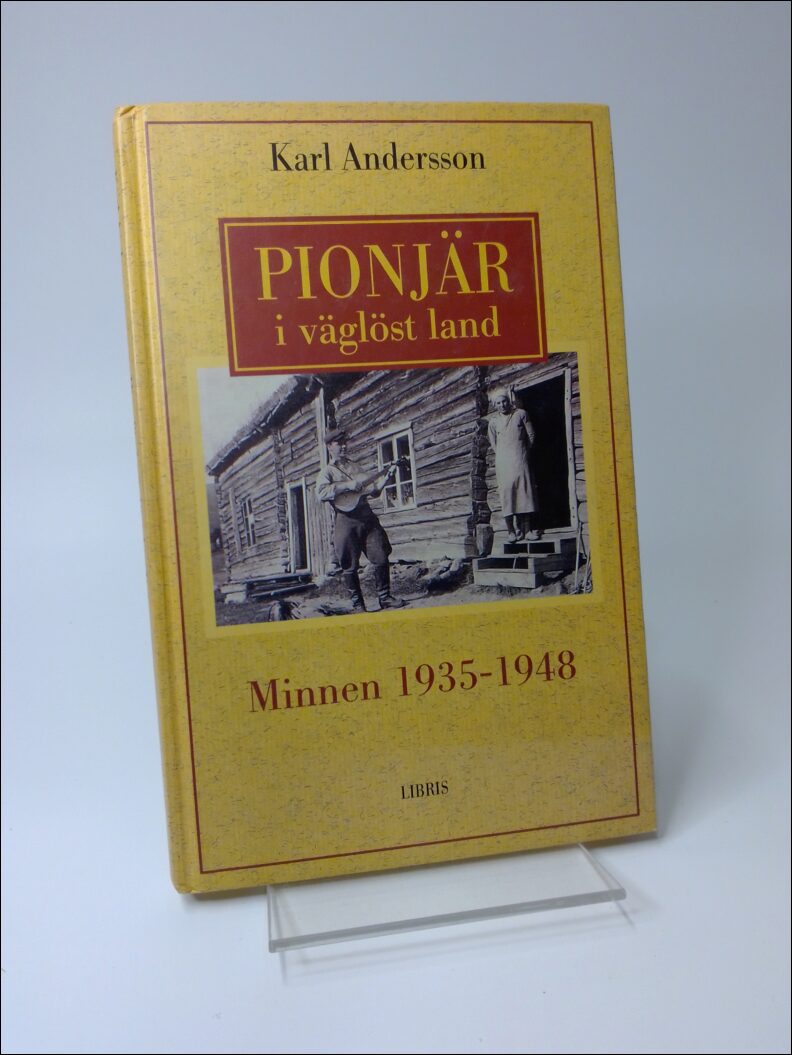 Karl Andersson
PIONJÄR
i väglöst land
Minnen 1935-1948
LIBRIS